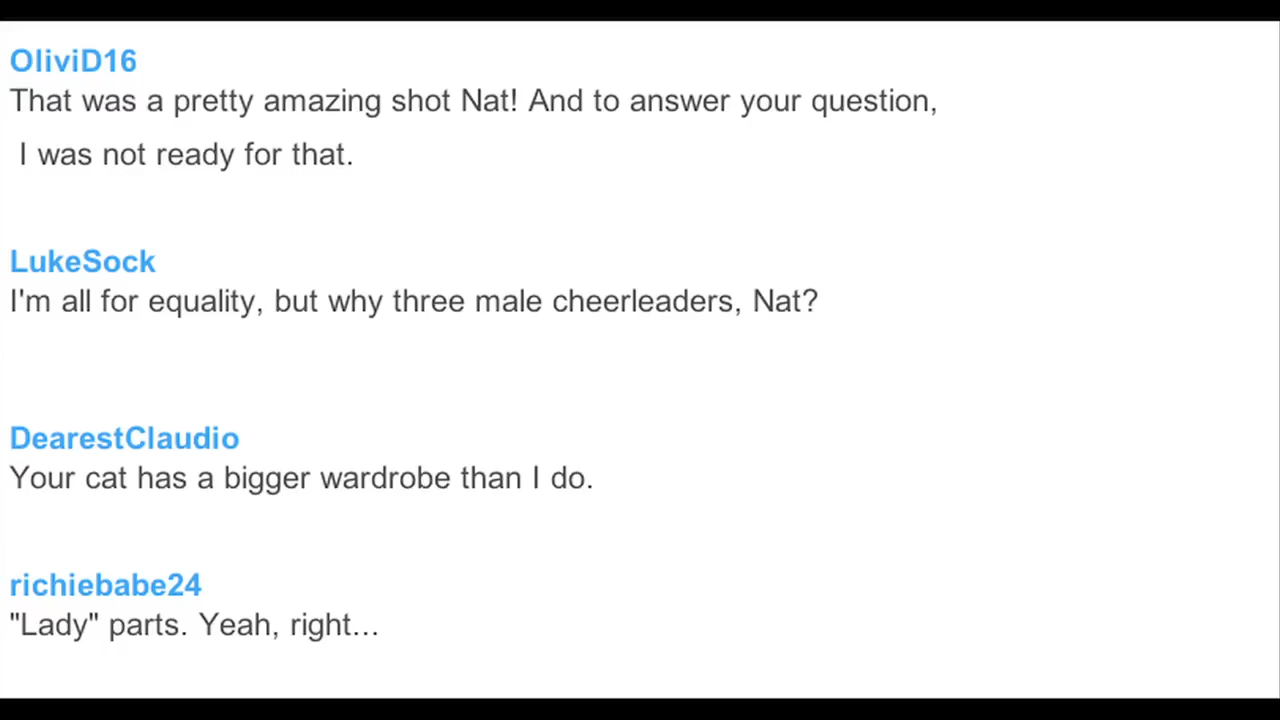 OliviD16
That was a pretty amazing shot Nat! And to answer your question,
I was not ready for that.
LukeSock
I'm all for equality, but why three male cheerleaders, Nat?
DearestClaudio
Your cat has a bigger wardrobe than I do.
richiebabe24
"Lady" parts. Yeah, right...